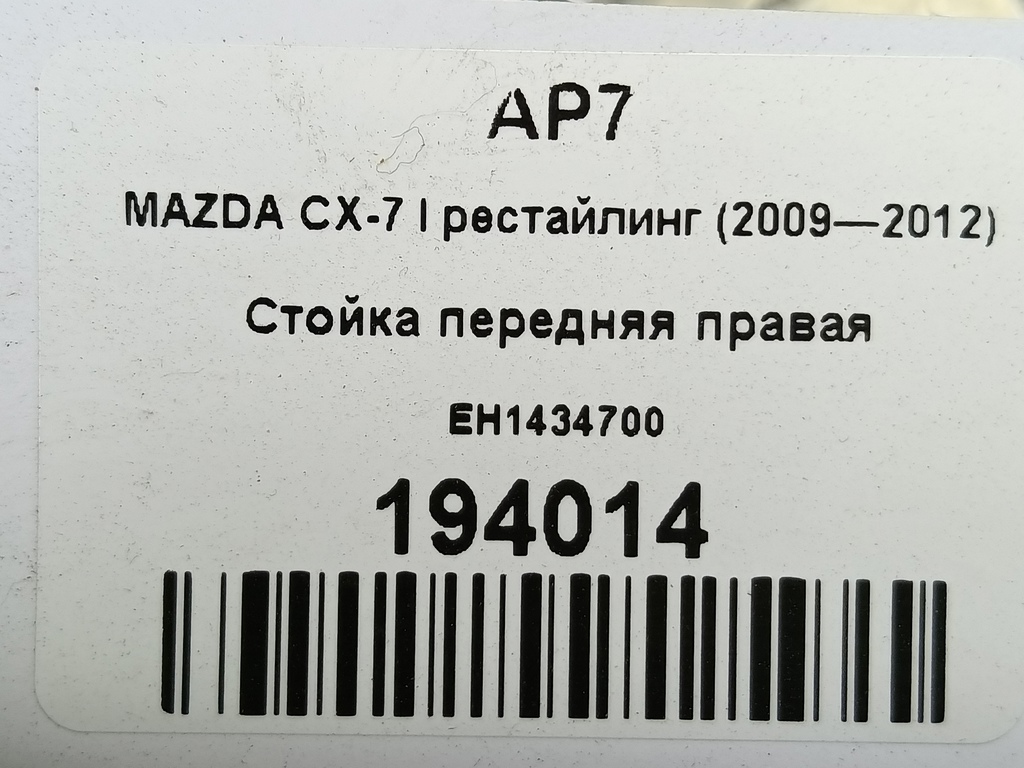 AP7
MAZDA CX-7 I рестайлинг (2009—2012)
Стойка передняя правая
EH1434700
194014